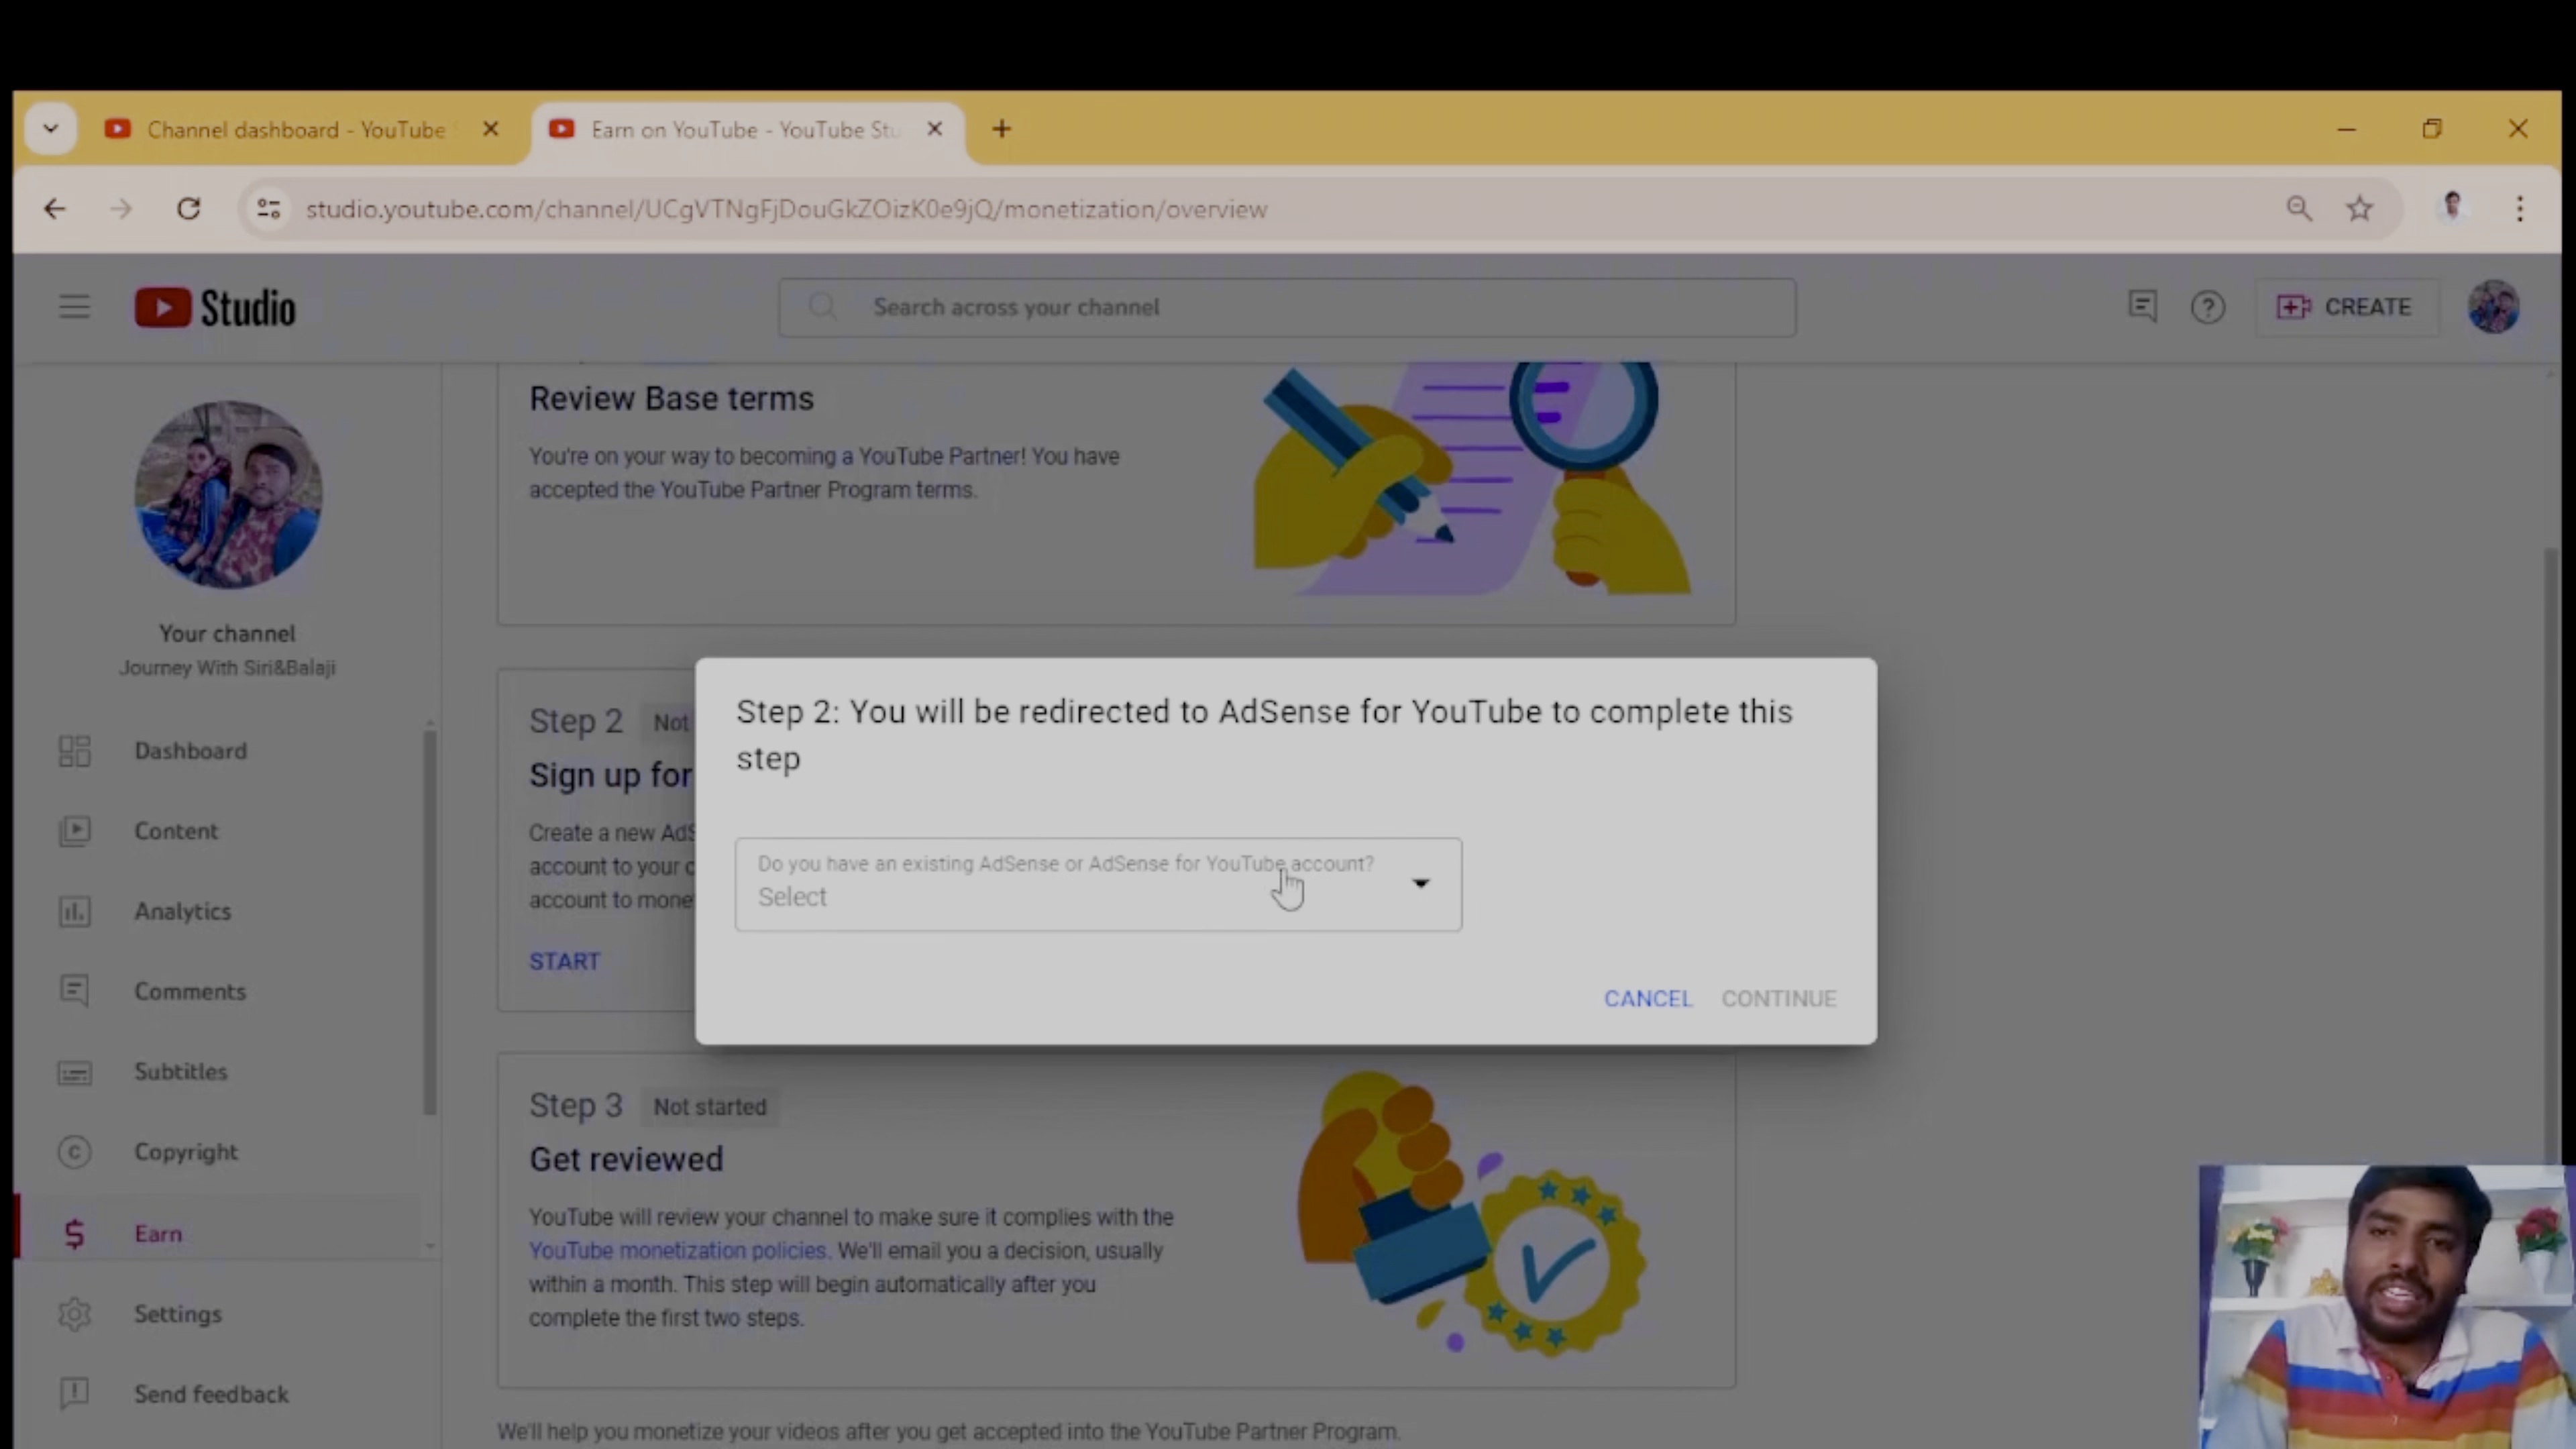 Channel dashboard - YouTube
Earn on YouTube - YouTube Stu
studio.youtube.com/channel/UCgVTNgFjDouGkZOizK0e9jQ/monetization/overview
Studio
Search across your channel
CREATE
Your channel
Journey With Siri&Balaji
Dashboard
Content
Analytics
Comments
Subtitles
Copyright
Earn
Settings
Send feedback
Review Base terms
You're on your way to becoming a YouTube Partner! You have
accepted the YouTube Partner Program terms.
Step 2 Not
Sign up for
Create a new AdS
account to your c
account to mone
START
Step 2: You will be redirected to AdSense for YouTube to complete this
step
Do you have an existing AdSense or AdSense for YouTube account?
Select
CANCEL CONTINUE
Step 3 Not started
Get reviewed
YouTube will review your channel to make sure it complies with the
YouTube monetization policies. We'll email you a decision, usually
within a month. This step will begin automatically after you
complete the first two steps.
We'll help you monetize your videos after you get accepted into the YouTube Partner Program.